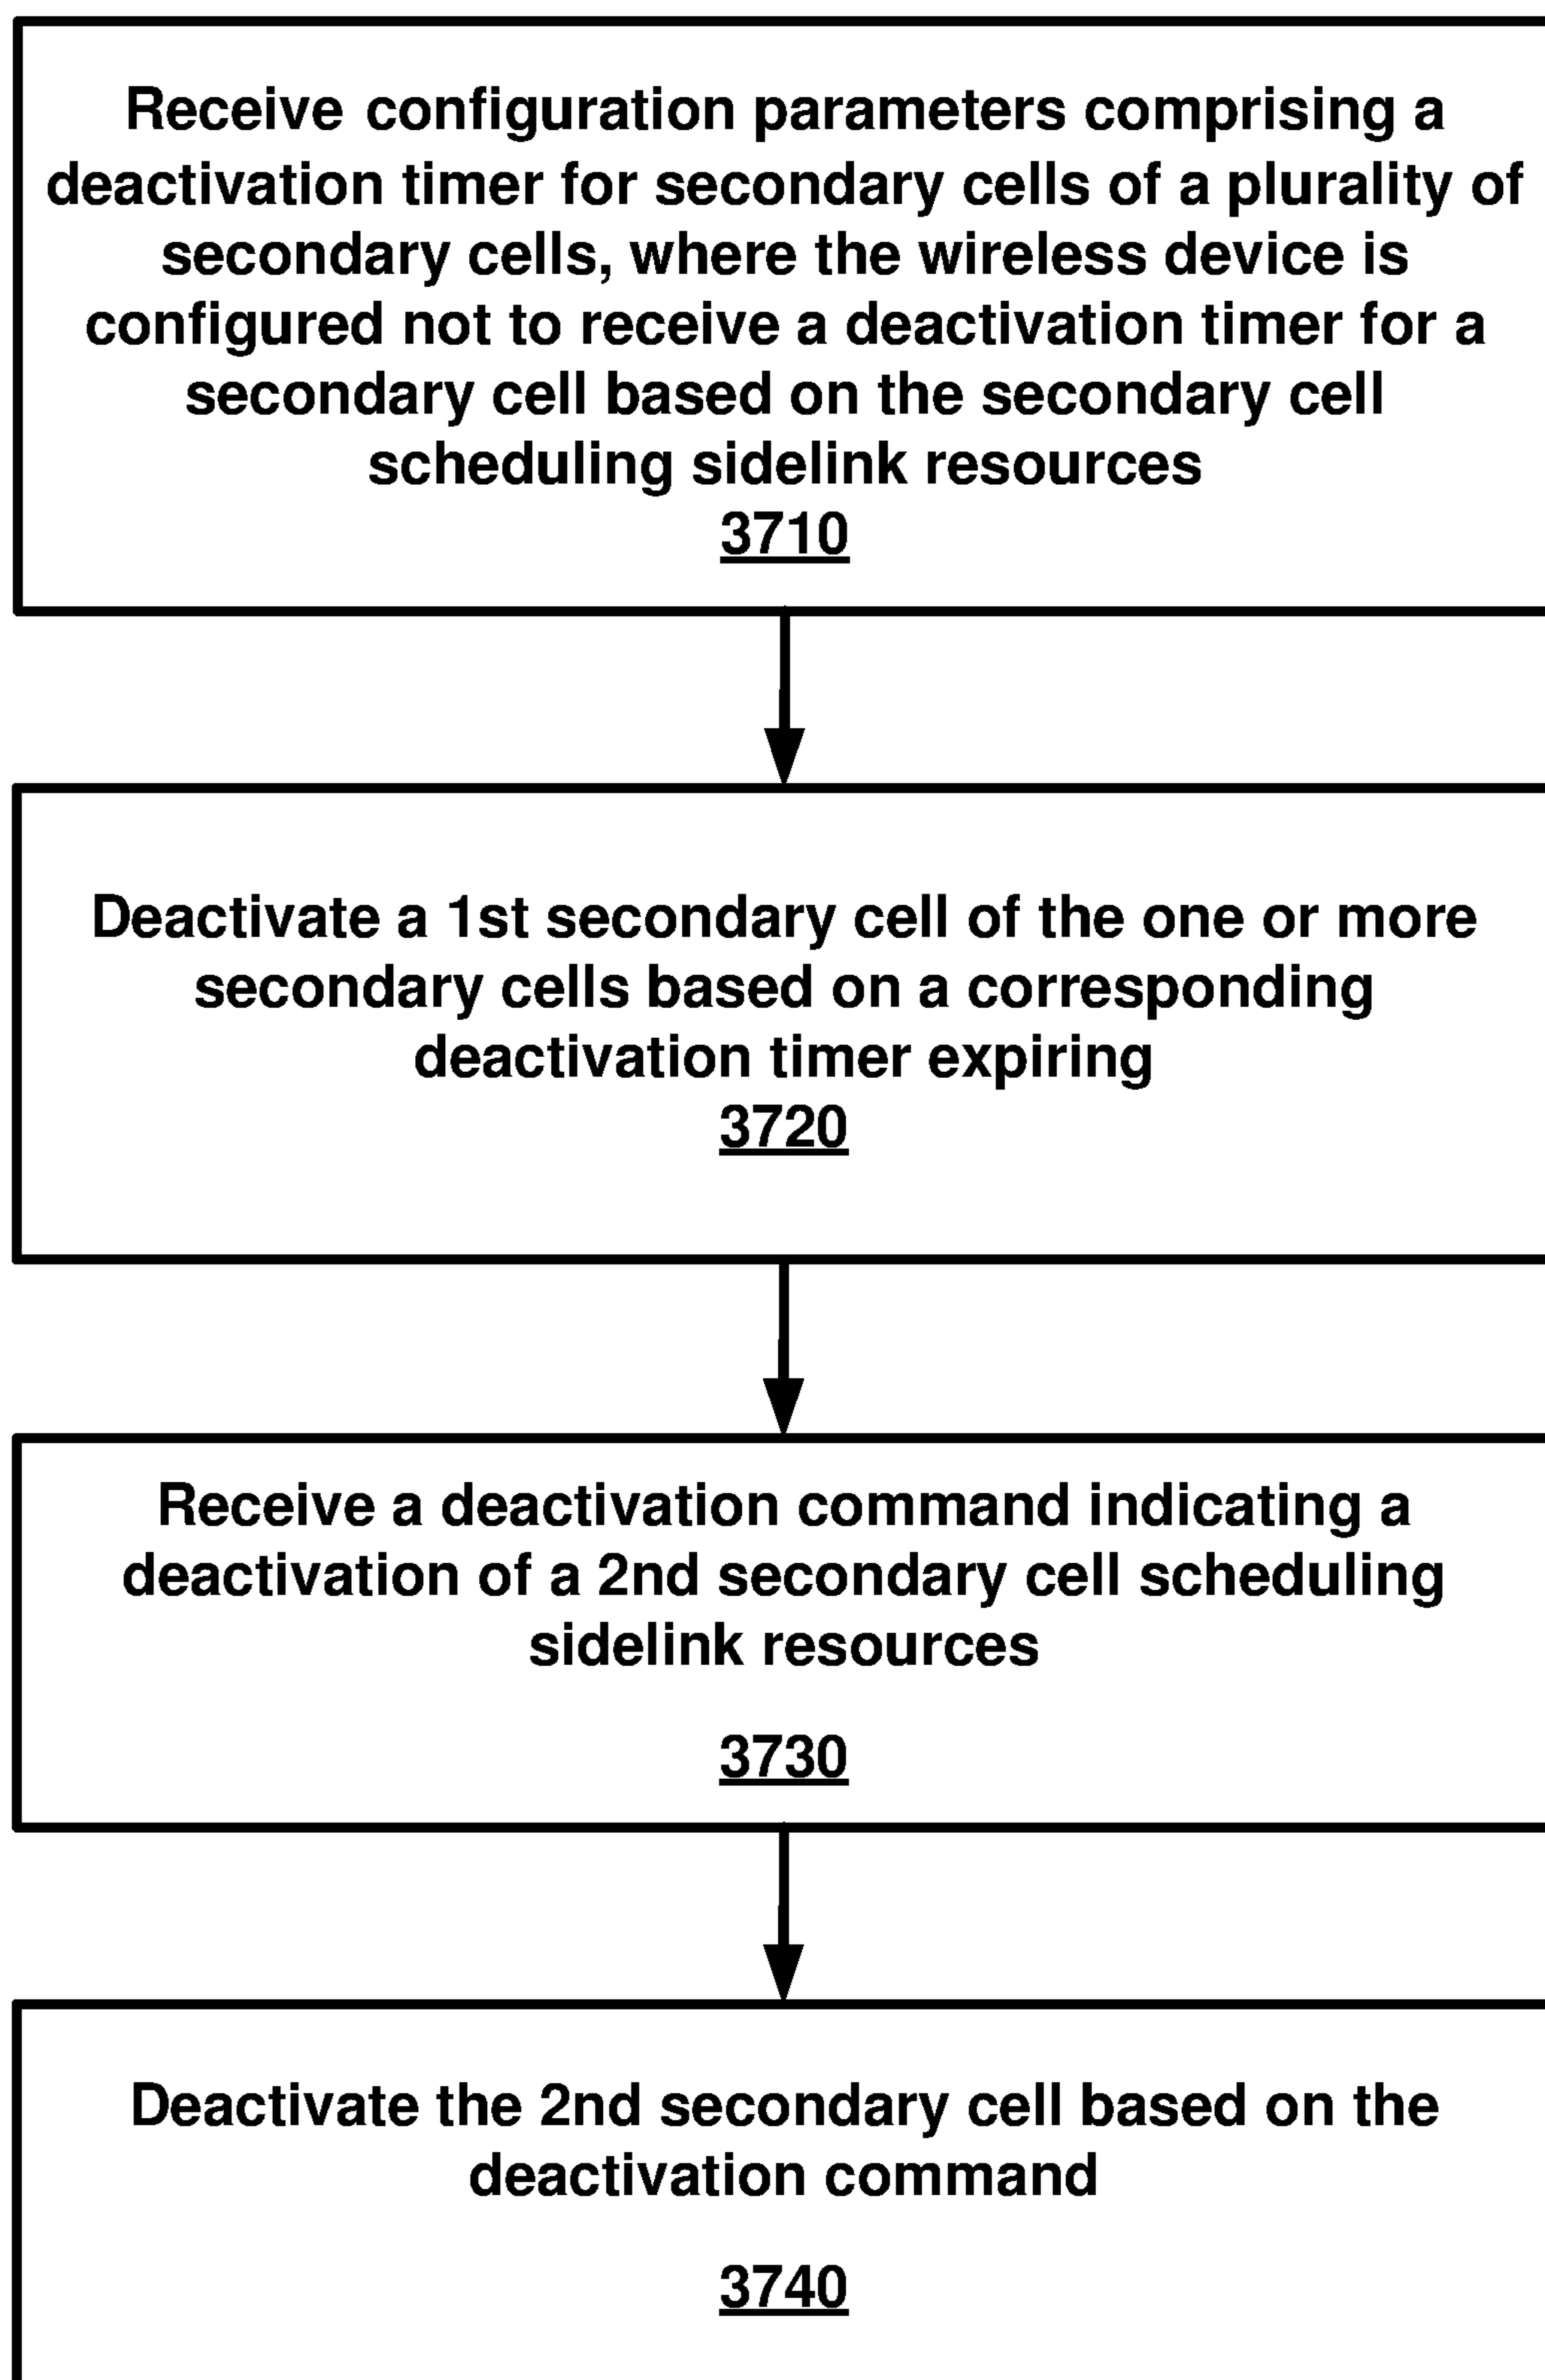 Receive configuration parameters comprising a
deactivation timer for secondary cells of a plurality of
secondary cells, where the wireless device is
configured not to receive a deactivation timer for a
secondary cell based on the secondary cell
scheduling sidelink resources
3710
Deactivate a 1st secondary cell of the one or more
secondary cells based on a corresponding
deactivation timer expiring
3720
Receive a deactivation command indicating a
deactivation of a 2nd secondary cell scheduling
sidelink resources
3730
Deactivate the 2nd secondary cell based on the
deactivation command
3740